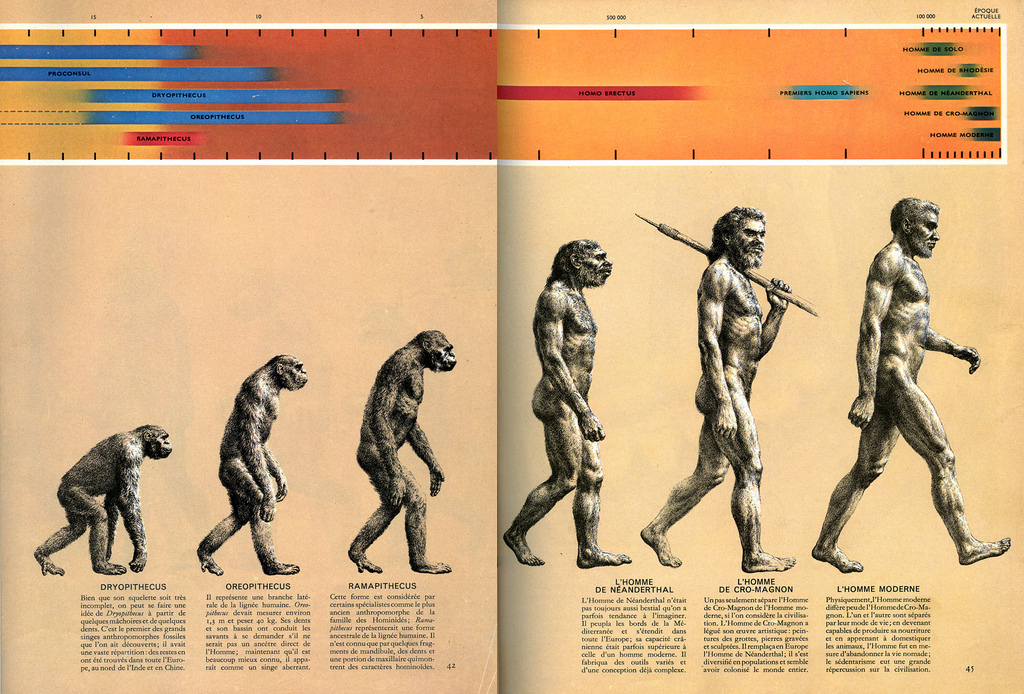 15
10
5
500 000
100 000
ÉPOQUE
ACTUELLE
PROCONSUL
DRYOPITHECUS
OREOPITHECUS
RAMAPITHECUS
HOMO ERECTUS
PREMIERS HOMO SAPIENS
HOMME DE SOLO
HOMME DE RHODÉSIE
HOMME DE NÉANDERTHAL
HOMME DE CRO-MAGNON
HOMME MODERNE
DRYOPITHECUS
Bien que son squelette soit très
incomplet, on peut se faire une
idée de Dryopithecus à partir de
quelques mâchoires et de quelques
dents. C'est le premier des grands
singes anthropomorphes fossiles
que l'on ait découverts; il avait
une vaste répartition: des restes en
ont été trouvés dans toute l'Euro-
pe, au nord de l'Inde et en Chine.
OREOPITHECUS
Il représente une branche laté-
rale de la lignée humaine. Oreo-
pithecus devait mesurer environ
1,3 m et peser 40 kg. Ses dents
et son bassin ont conduit les
savants à se demander s'il ne
serait pas un ancêtre direct de
l'Homme; maintenant qu'il est
beaucoup mieux connu, il appa-
raît comme un singe aberrant.
RAMAPITHECUS
Cette forme est considérée par
certains spécialistes comme le plus
ancien anthropomorphe de la
famille des Hominidés; Rama-
pithecus représenterait une forme
ancestrale de la lignée humaine. Il
n'est connu que par quelques frag-
ments de mandibule, des dents et
une portion de maxillaire qui mon-
trent des caractères hominoïdes.
42
L'HOMME
DE NÉANDERTHAL
L'Homme de Néanderthal n'était
pas toujours aussi bestial qu'on a
parfois tendance à l'imaginer.
Il peupla les bords de la Mé-
diterranée et s'étendit dans
toute l'Europe; sa capacité crâ-
nienne était parfois supérieure à
celle d'un homme moderne. Il
fabriqua des outils variés et
d'une conception déjà complexe.
L'HOMME
DE CRO-MAGNON
Un pas seulement sépare l'Homme
de Cro-Magnon de l'Homme mo-
derne, si l'on considère la civilisa-
tion. L'Homme de Cro-Magnon a
légué son œuvre artistique: pein-
tures des grottes, pierres gravées
et sculptées. Il remplaça en Europe
l'Homme de Néanderthal; il s'est
diversifié en populations et semble
avoir colonisé le monde entier.
L'HOMME MODERNE
Physiquement, l'Homme moderne
diffère peu de l'Homme de Cro-Ma-
gnon. L'un et l'autre sont séparés
par leur mode de vie; en devenant
capables de produire sa nourriture
et en apprenant à domestiquer
les animaux, l'Homme fut en me-
sure d'abandonner la vie nomade;
le sédentarisme eut une grande
répercussion sur la civilisation.
45